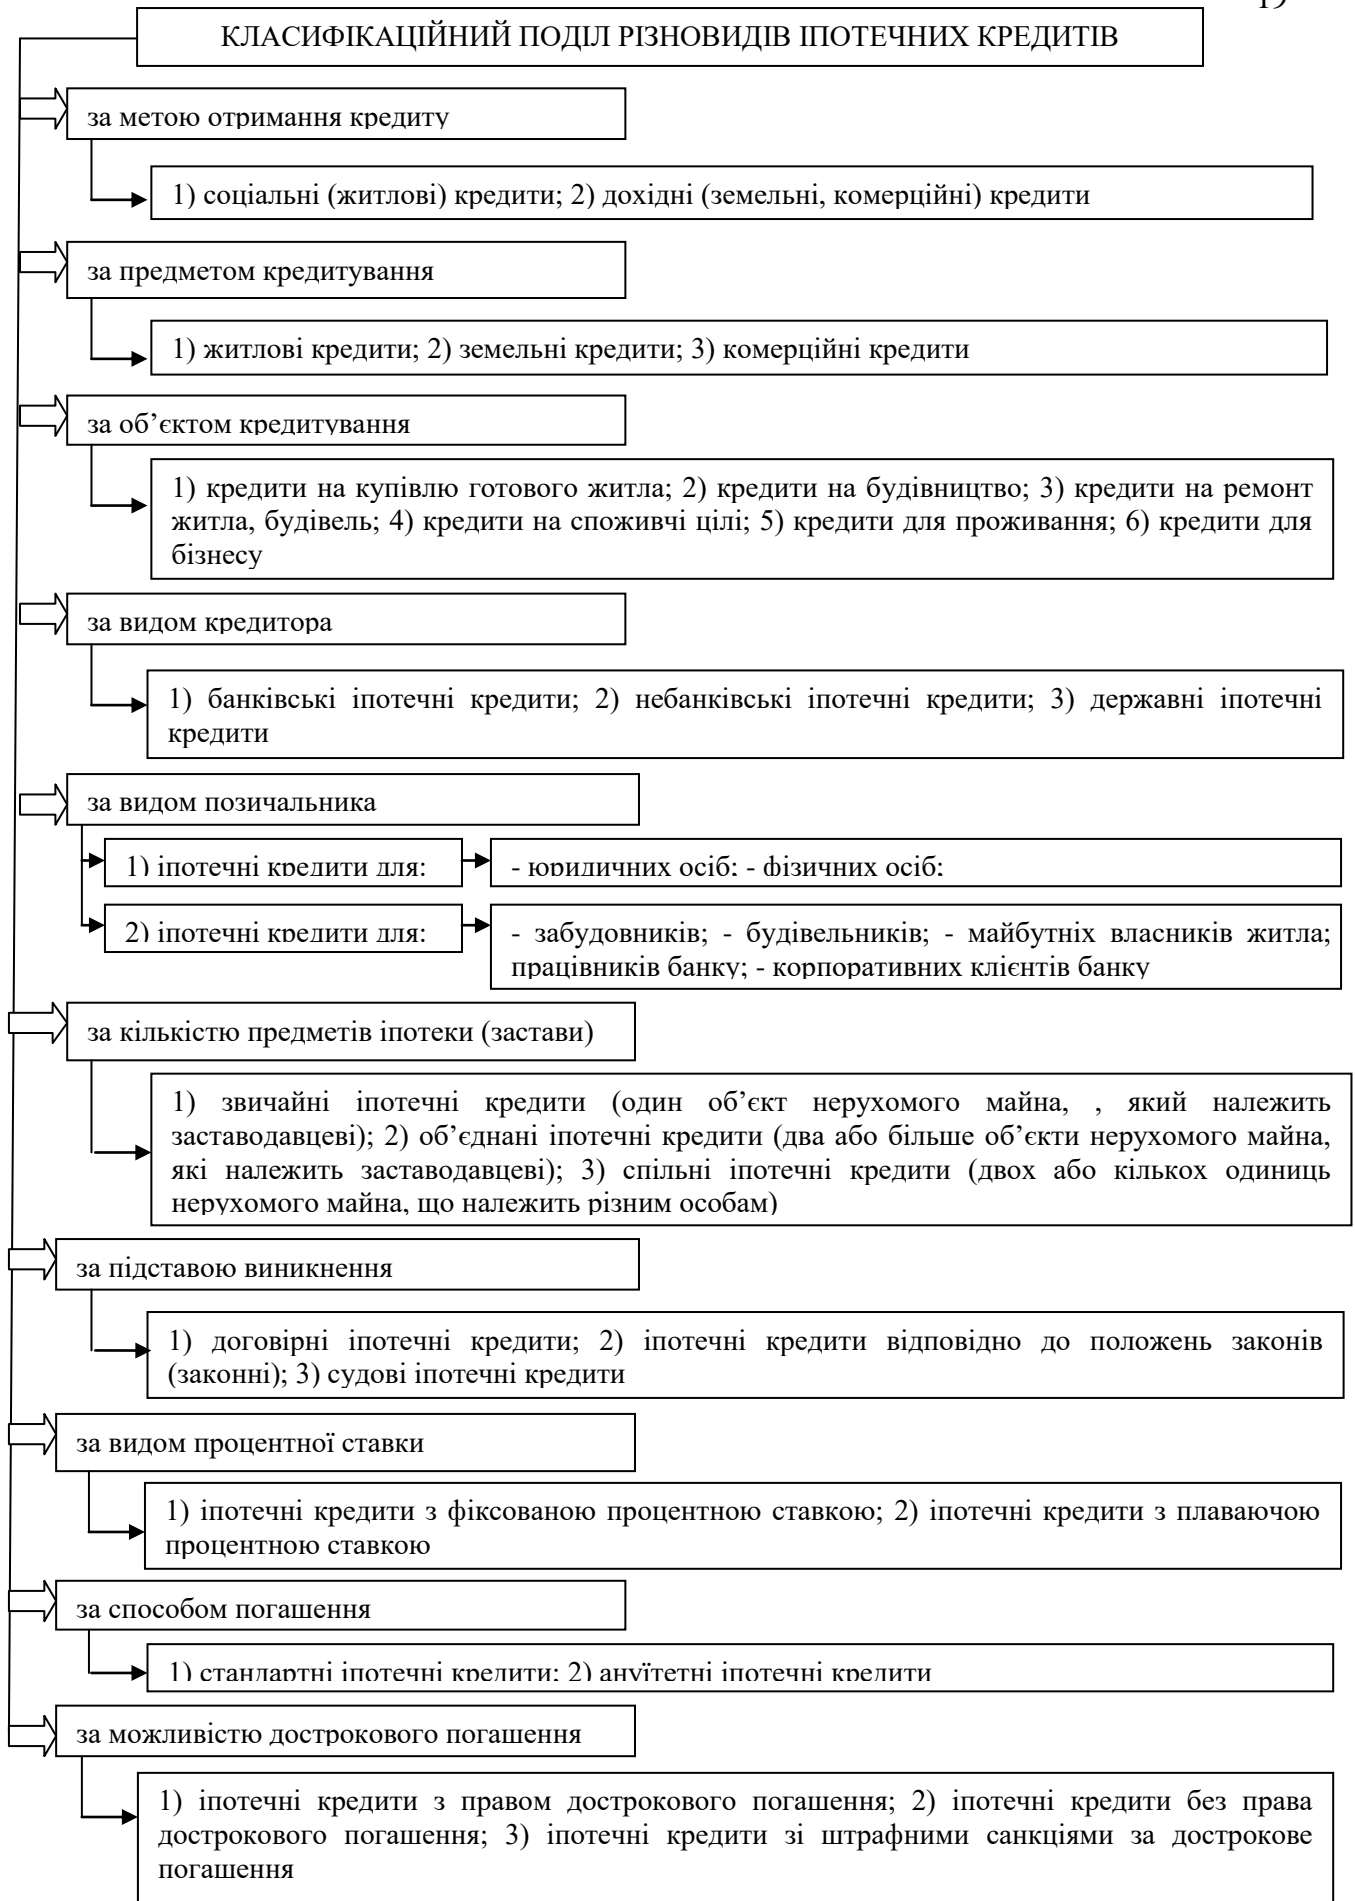 19
КЛАСИФІКАЦІЙНИЙ ПОДІЛ РІЗНОВИДІВ ІПОТЕЧНИХ КРЕДИТІВ
за метою отримання кредиту
1) соціальні (житлові) кредити; 2) дохідні (земельні, комерційні) кредити
за предметом кредитування
1) житлові кредити; 2) земельні кредити; 3) комерційні кредити
за об’єктом кредитування
1) кредити на купівлю готового житла; 2) кредити на будівництво; 3) кредити на ремонт
житла, будівель; 4) кредити на споживчі цілі; 5) кредити для проживання; 6) кредити для
бізнесу
за видом кредитора
1) банківські іпотечні кредити; 2) небанківські іпотечні кредити; 3) державні іпотечні
кредити
за видом позичальника
1) іпотечні кредити для: - юридичних осіб; - фізичних осіб;
2) іпотечні кредити для: - забудовників; - будівельників; - майбутніх власників житла;
працівників банку; - корпоративних клієнтів банку
за кількістю предметів іпотеки (застави)
1) звичайні іпотечні кредити (один об’єкт нерухомого майна, , який належить
заставодавцеві); 2) об’єднані іпотечні кредити (два або більше об’єкти нерухомого майна,
які належить заставодавцеві); 3) спільні іпотечні кредити (двох або кількох одиниць
нерухомого майна, що належить різним особам)
за підставою виникнення
1) договірні іпотечні кредити; 2) іпотечні кредити відповідно до положень законів
(законні); 3) судові іпотечні кредити
за видом процентної ставки
1) іпотечні кредити з фіксованою процентною ставкою; 2) іпотечні кредити з плаваючою
процентною ставкою
за способом погашення
1) стандартні іпотечні кредити; 2) ануїтетні іпотечні кредити
за можливістю дострокового погашення
1) іпотечні кредити з правом дострокового погашення; 2) іпотечні кредити без права
дострокового погашення; 3) іпотечні кредити зі штрафними санкціями за дострокове
погашення